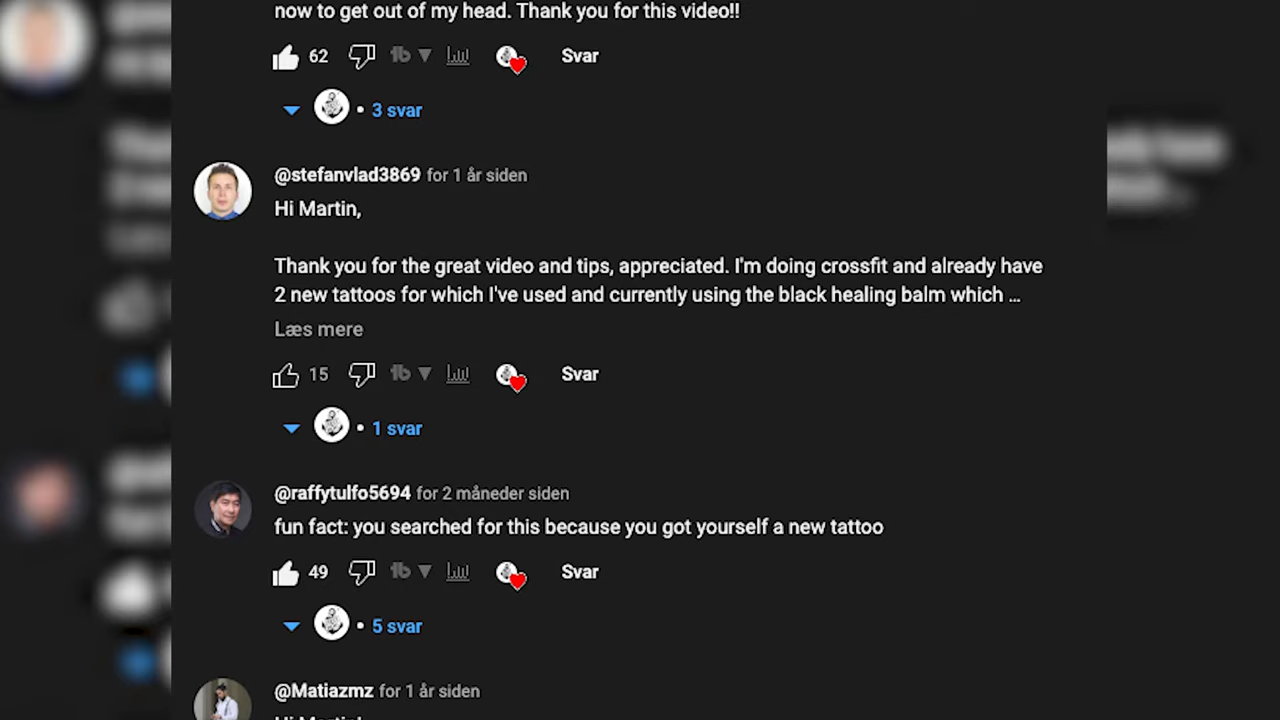 now to get out of my head. Thank you for this video!!
62 Svar
• 3 svar
@stefanvlad3869 for 1 år siden
Hi Martin,
Thank you for the great video and tips, appreciated. I'm doing crossfit and already have
2 new tattoos for which I've used and currently using the black healing balm which ...
Læs mere
15 Svar
• 1 svar
@raffytulfo5694 for 2 måneder siden
fun fact: you searched for this because you got yourself a new tattoo
49 Svar
• 5 svar
@Matiazmz for 1 år siden